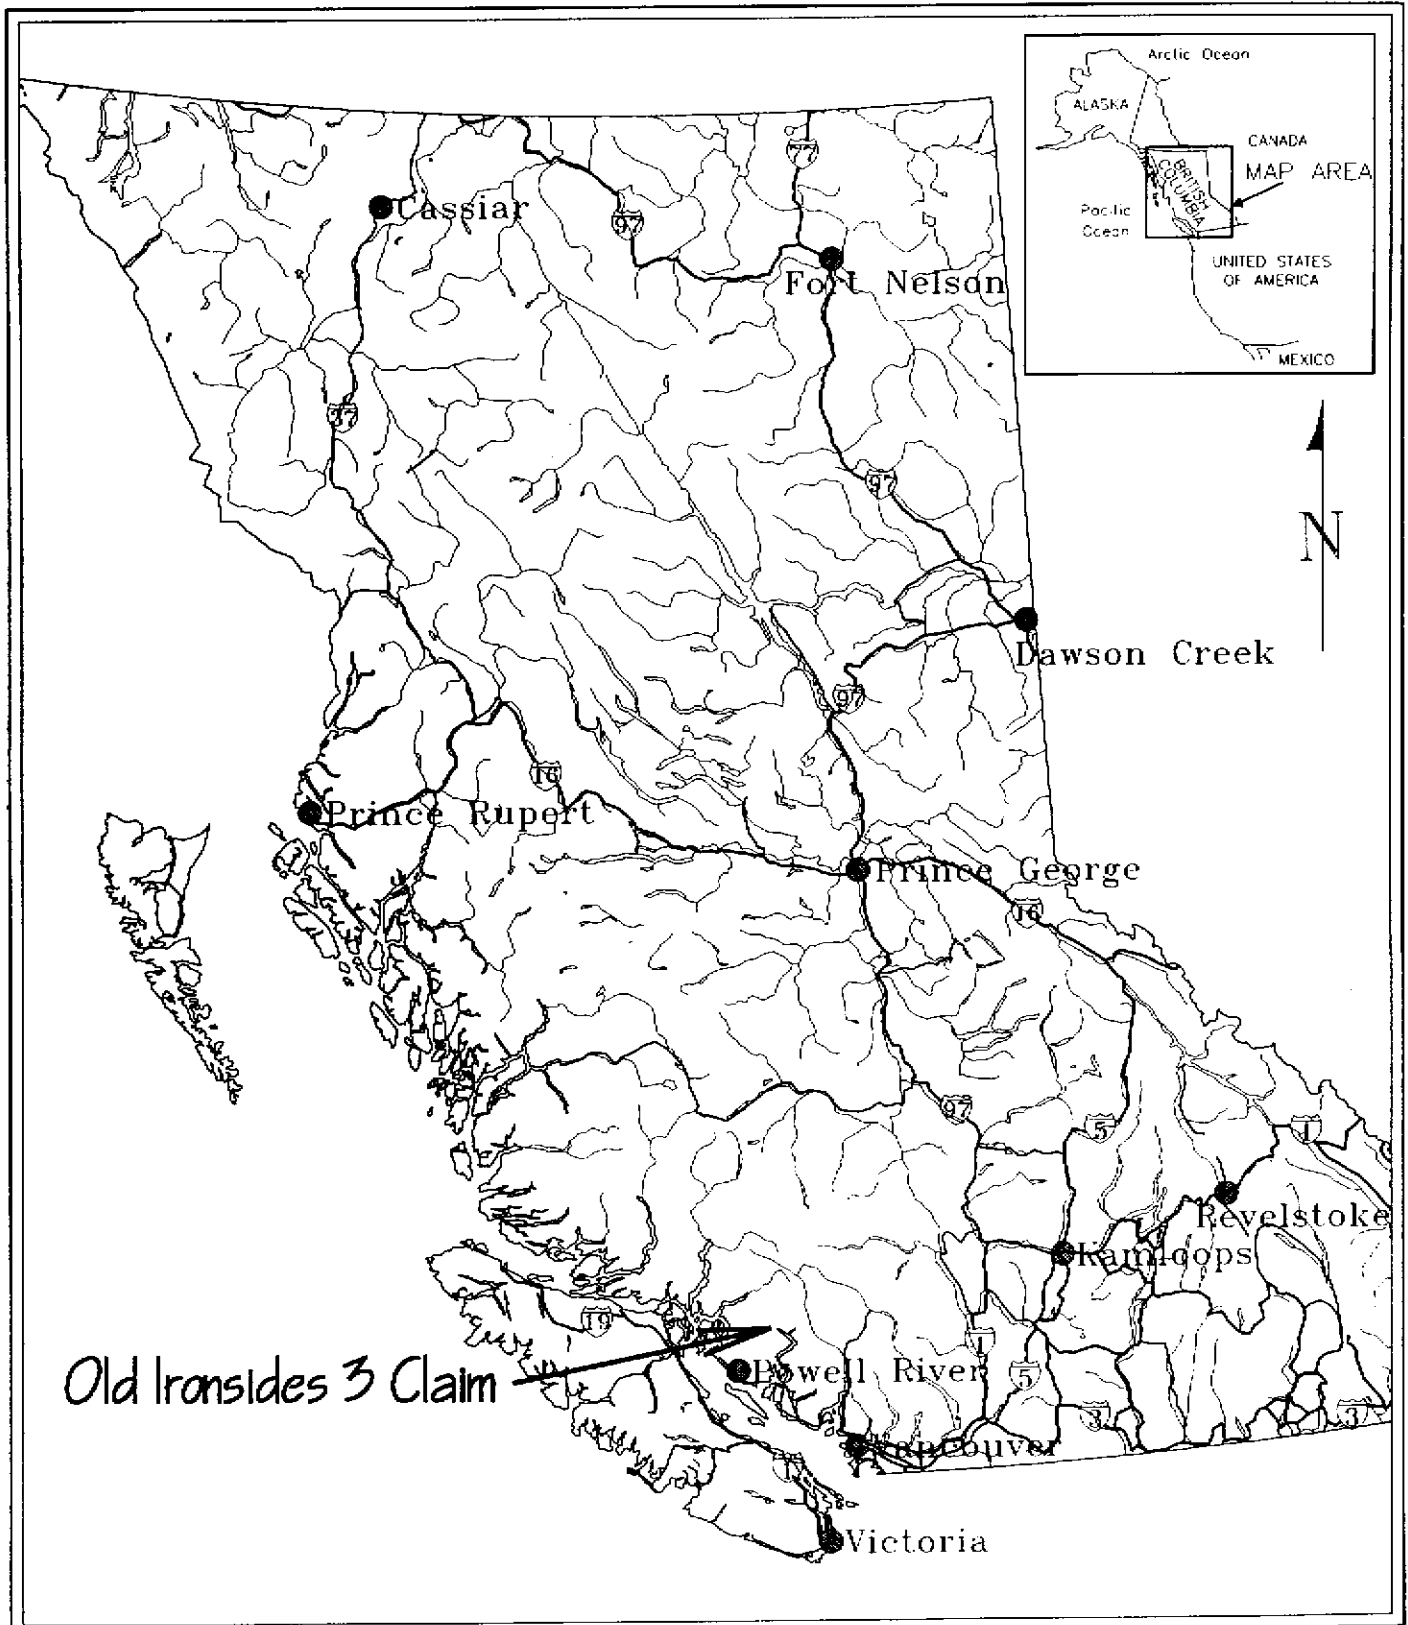 Arctic Ocean
ALASKA
CANADA
MAP AREA
BRITISH
COLUMBIA
Pacific
Ocean
UNITED STATES
OF AMERICA
MEXICO
77
Cassiar
97
Fort Nelson
37
97
N
Dawson Creek
97
16
Prince Rupert
Prince George
16
97
5
1
Revelstoke
Kamloops
19
1
Old Ironsides 3 Claim
Powell River
5
3
3
Vancouver
1
Victoria